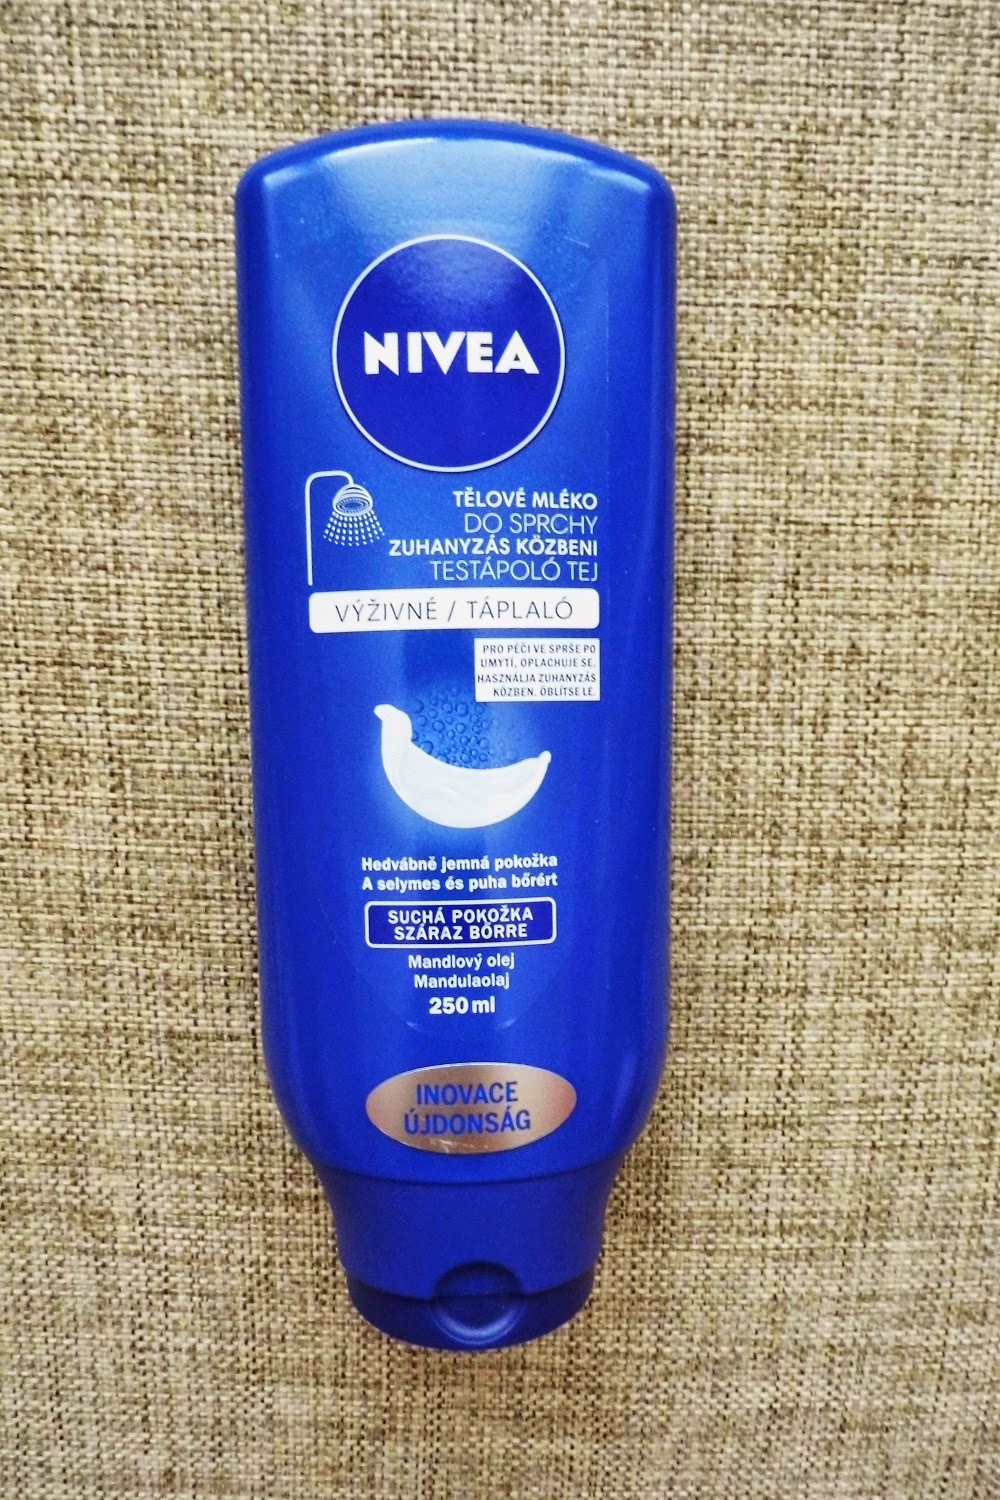 NIVEA
TĚLOVÉ MLÉKO
DO SPRCHY
ZUHANYZÁS KÖZBENI
TESTÁPOLÓ TEJ
VÝŽIVNÉ / TÁPLALÓ
PRO PÉČI VE SPRŠE PO
UMYTÍ, OPLACHUJE SE.
HASZNÁLJA ZUHANYZÁS
KÖZBEN. ÖBLÍTSE LE.
Hedvábně jemná pokožka
A selymes és puha bőrért
SUCHÁ POKOŽKA
SZÁRAZ BŐRRE
Mandlový olej
Mandulaolaj
250 ml
INOVACE
ÚJDONSÁG